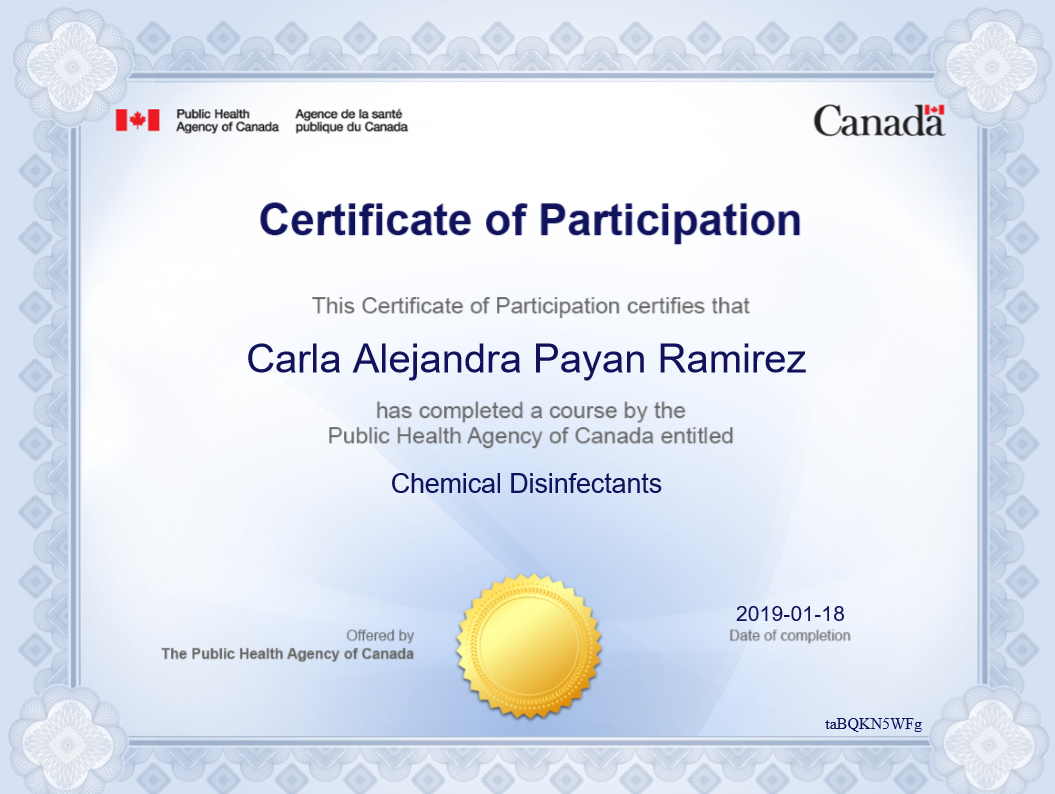 Public Health
Agency of Canada
Agence de la santé
publique du Canada
Canada
Certificate of Participation
This Certificate of Participation certifies that
Carla Alejandra Payan Ramirez
has completed a course by the
Public Health Agency of Canada entitled
Chemical Disinfectants
Offered by
The Public Health Agency of Canada
2019-01-18
Date of completion
taBQKN5WFg